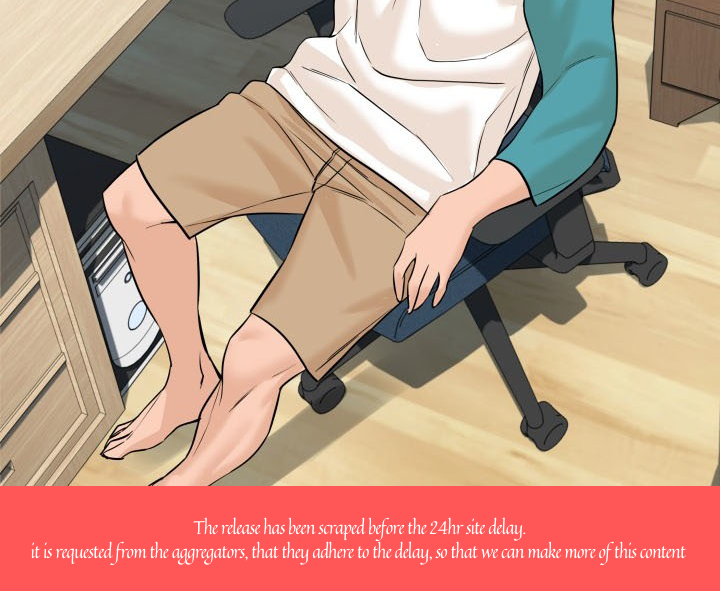 The release has been scraped before the 24hr site delay.
it is requested from the aggregators, that they adhere to the delay, so that we can make more of this content